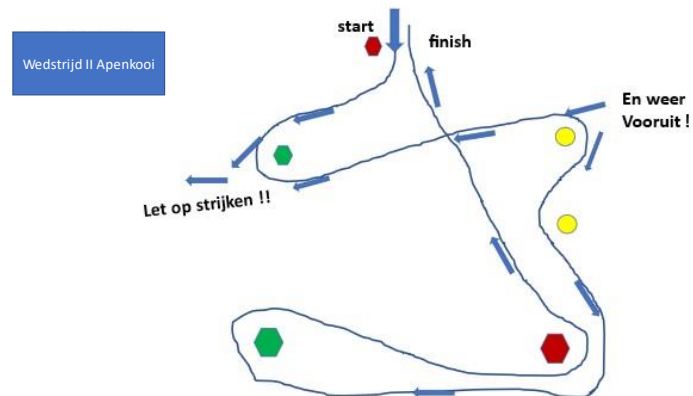 start
finish
Wedstrijd II Apenkooi
En weer
Vooruit !
Let op strijken !!